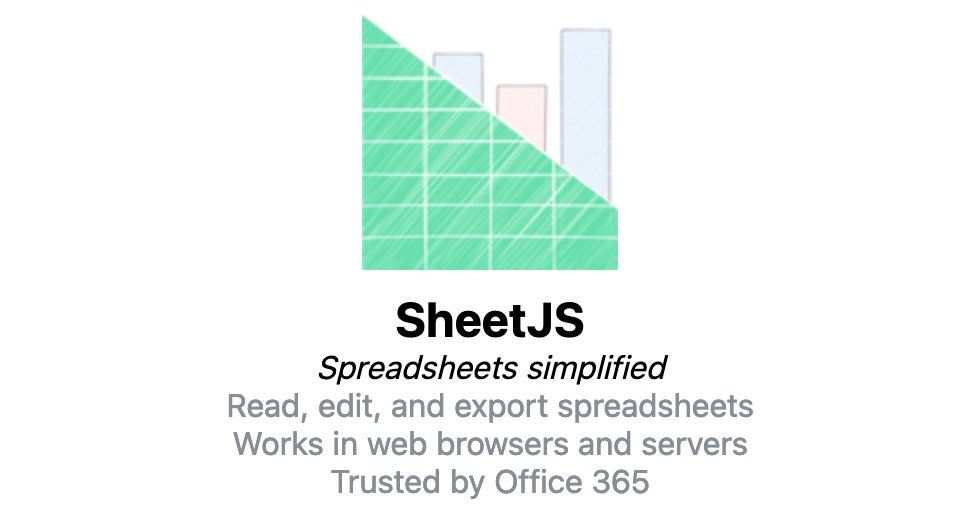 SheetJS
Spreadsheets simplified
Read, edit, and export spreadsheets
Works in web browsers and servers
Trusted by Office 365